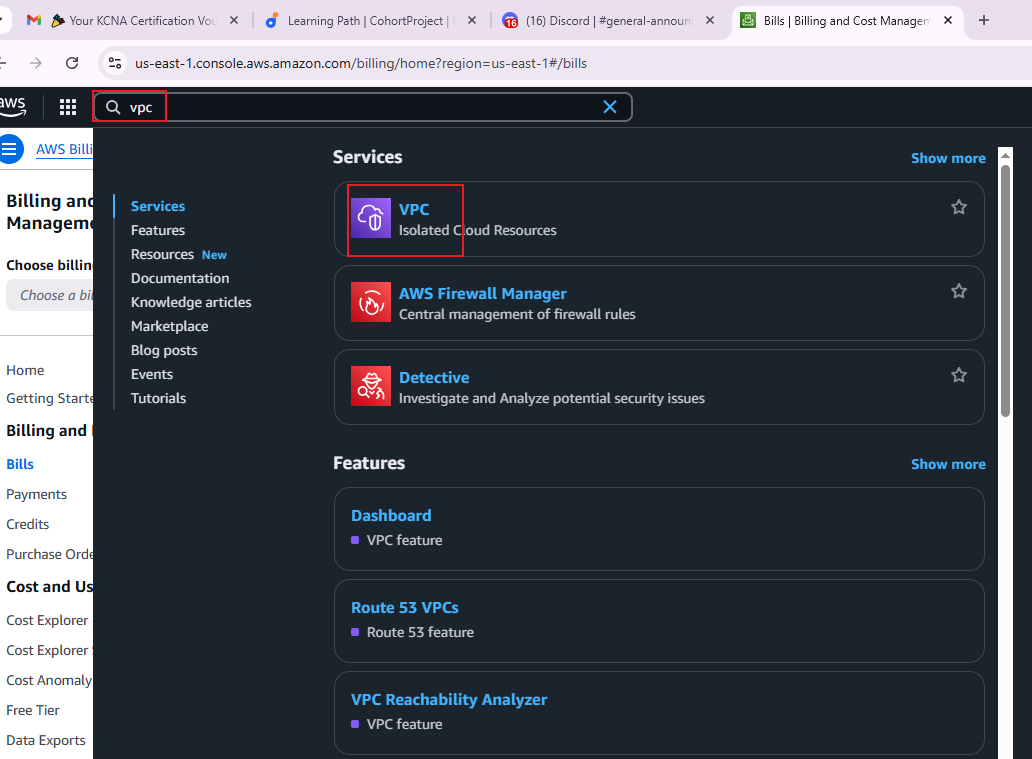 Your KCNA Certification Vou
Learning Path | CohortProject |
(16) Discord | #general-announ
Bills | Billing and Cost Managem
us-east-1.console.aws.amazon.com/billing/home?region=us-east-1#/bills
aws
vpc
AWS Billi
Billing and
Manageme
Choose billin
Choose a bil
Home
Getting Starte
Billing and
Bills
Payments
Credits
Purchase Orde
Cost and Us
Cost Explorer
Cost Explorer
Cost Anomaly
Free Tier
Data Exports
Services
Features
Resources New
Documentation
Knowledge articles
Marketplace
Blog posts
Events
Tutorials
Services
Show more
VPC
Isolated Cloud Resources
AWS Firewall Manager
Central management of firewall rules
Detective
Investigate and Analyze potential security issues
Features
Show more
Dashboard
VPC feature
Route 53 VPCs
Route 53 feature
VPC Reachability Analyzer
VPC feature